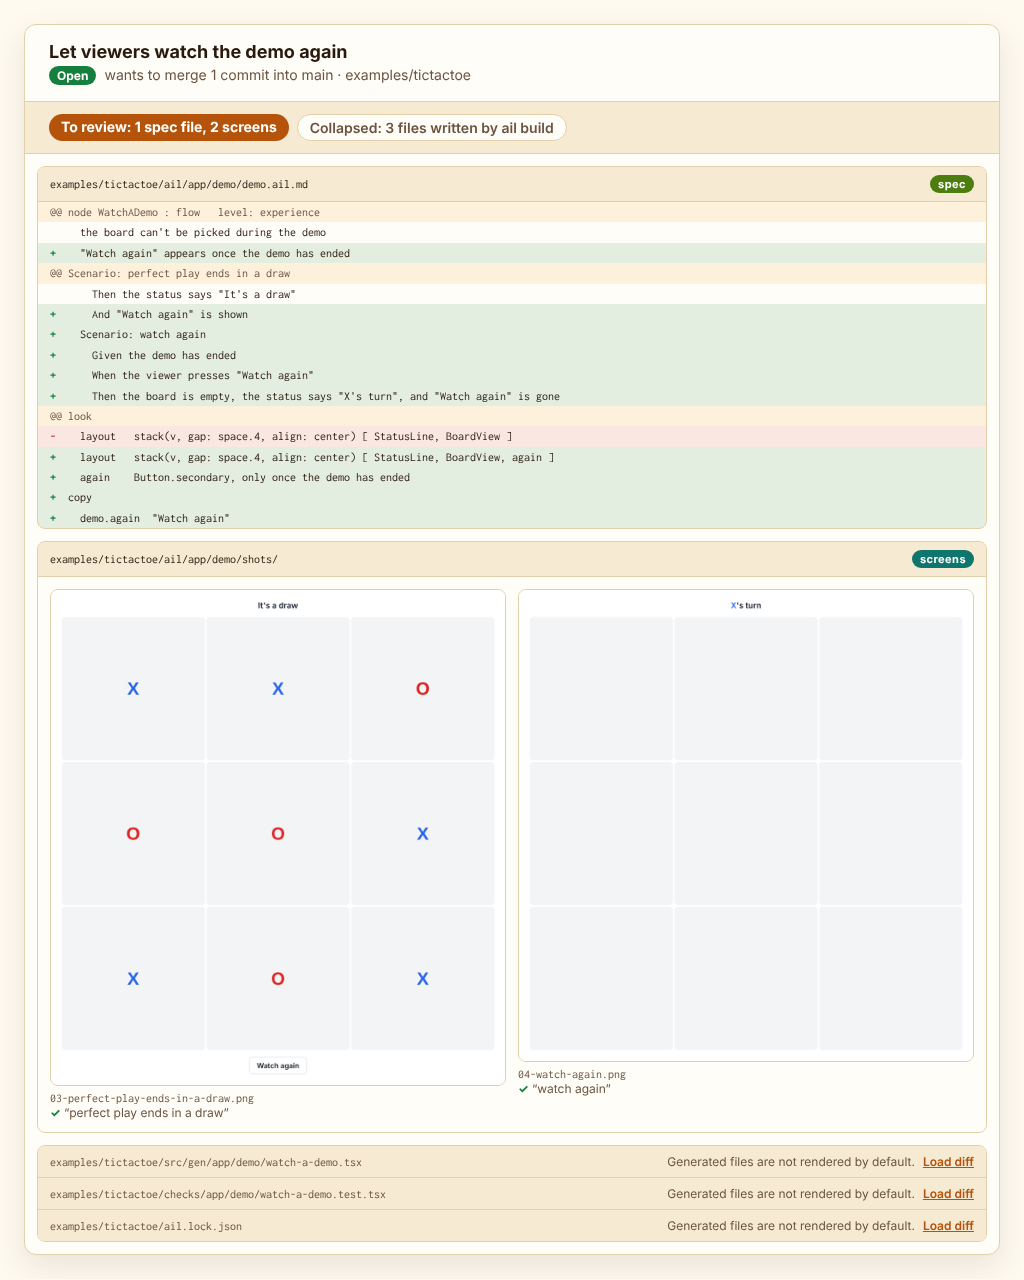 Let viewers watch the demo again
Open wants to merge 1 commit into main · examples/tictactoe
To review: 1 spec file, 2 screens Collapsed: 3 files written by ail build
examples/tictactoe/ail/app/demo/demo.ail.md spec
@@ node WatchADemo : flow   level: experience
the board can't be picked during the demo
+ "Watch again" appears once the demo has ended
@@ Scenario: perfect play ends in a draw
Then the status says "It's a draw"
+ And "Watch again" is shown
+ Scenario: watch again
+ Given the demo has ended
+ When the viewer presses "Watch again"
+ Then the board is empty, the status says "X's turn", and "Watch again" is gone
@@ look
- layout   stack(v, gap: space.4, align: center) [ StatusLine, BoardView ]
+ layout   stack(v, gap: space.4, align: center) [ StatusLine, BoardView, again ]
+ again    Button.secondary, only once the demo has ended
+ copy
+ demo.again  "Watch again"
examples/tictactoe/ail/app/demo/shots/ screens
It's a draw
X X O
O O X
X O X
Watch again
03-perfect-play-ends-in-a-draw.png
✓ “perfect play ends in a draw”
X's turn
04-watch-again.png
✓ “watch again”
examples/tictactoe/src/gen/app/demo/watch-a-demo.tsx Generated files are not rendered by default. Load diff
examples/tictactoe/checks/app/demo/watch-a-demo.test.tsx Generated files are not rendered by default. Load diff
examples/tictactoe/ail.lock.json Generated files are not rendered by default. Load diff